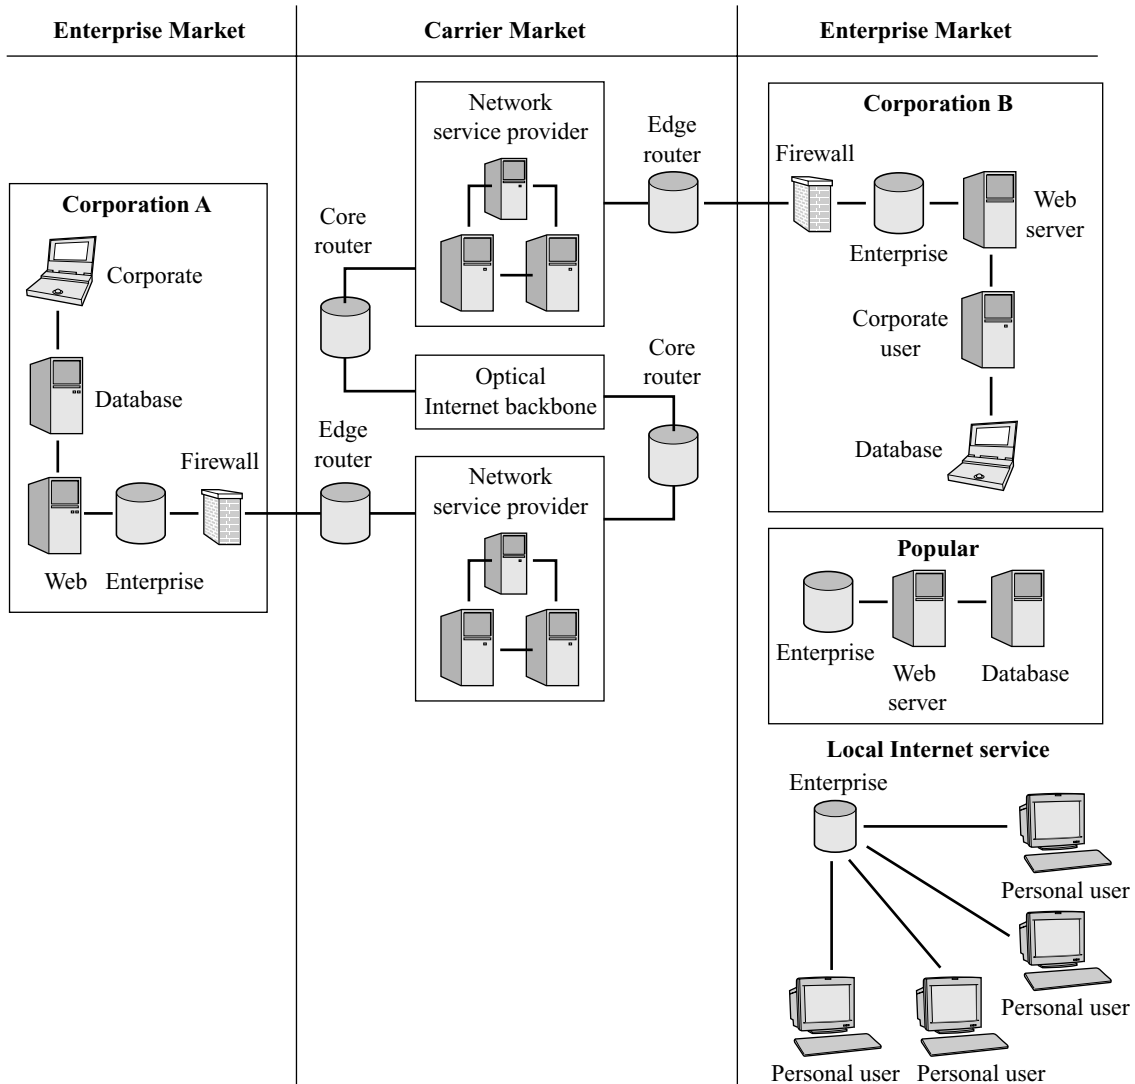 Enterprise Market
Carrier Market
Enterprise Market
Corporation A
Corporate
Database
Firewall
Web
Enterprise
Network
service provider
Edge
router
Core
router
Optical
Internet backbone
Core
router
Edge
router
Network
service provider
Corporation B
Firewall
Enterprise
Web
server
Corporate
user
Database
Popular
Enterprise
Web
server
Database
Local Internet service
Enterprise
Personal user
Personal user
Personal user
Personal user